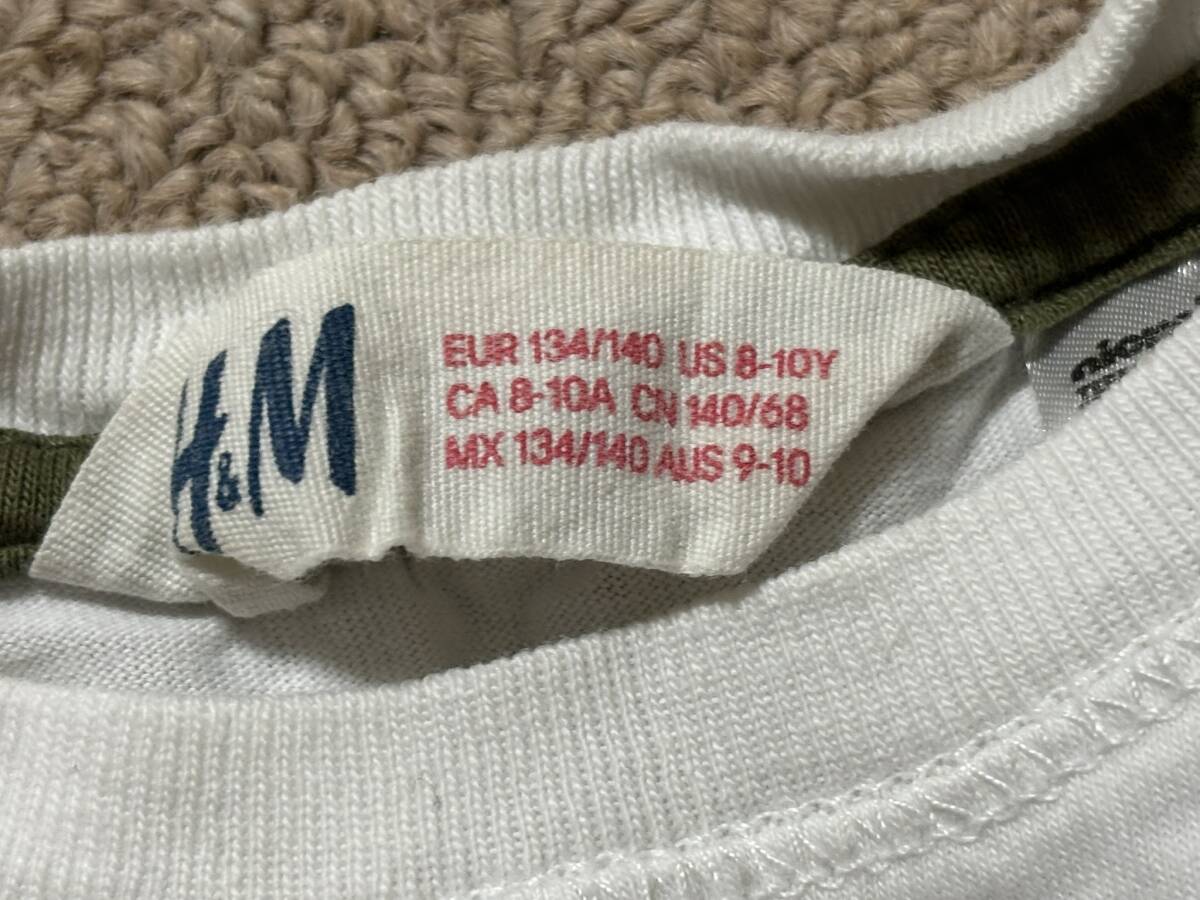 H&M
EUR 134/140 US 8-10Y
CA 8-10A CN 140/68
MX 134/140 AUS 9-10